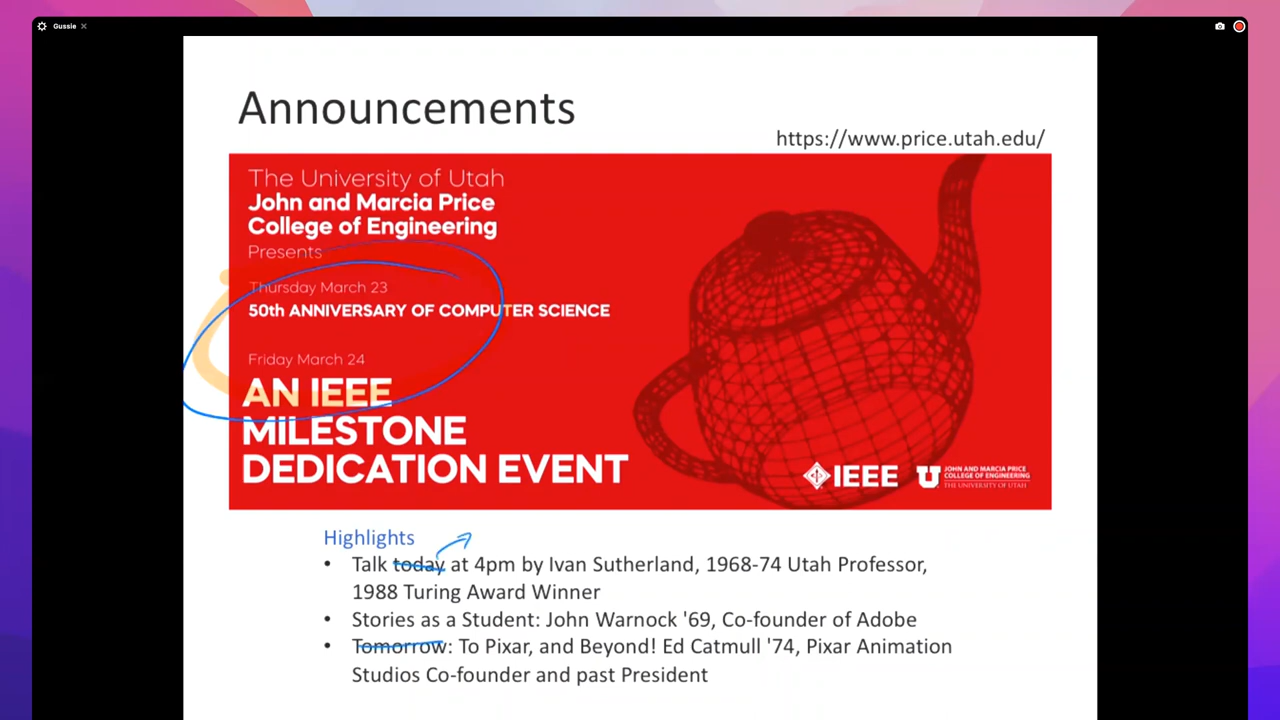 Gussie
Announcements
https://www.price.utah.edu/
The University of Utah
John and Marcia Price
College of Engineering
Presents
Thursday March 23
50th ANNIVERSARY OF COMPUTER SCIENCE
Friday March 24
AN IEEE
MILESTONE
DEDICATION EVENT
IEEE
U
JOHN AND MARCIA PRICE
COLLEGE OF ENGINEERING
THE UNIVERSITY OF UTAH
Highlights
• Talk today at 4pm by Ivan Sutherland, 1968-74 Utah Professor,
1988 Turing Award Winner
• Stories as a Student: John Warnock '69, Co-founder of Adobe
• Tomorrow: To Pixar, and Beyond! Ed Catmull '74, Pixar Animation
Studios Co-founder and past President